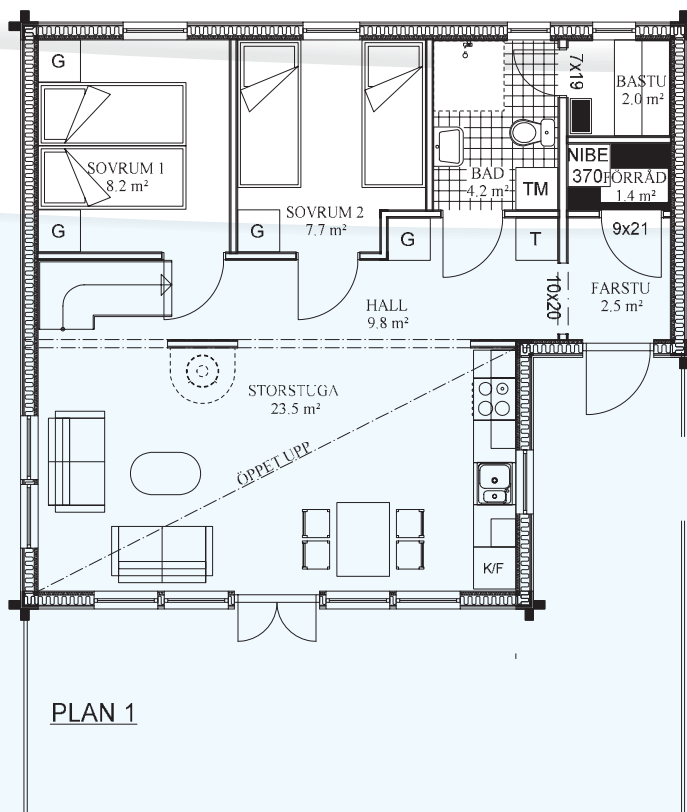 G
7x19
BASTU
2.0 m²
SOVRUM 1
8.2 m²
NIBE
370
FÖRRÅD
1.4 m²
BAD
4.2 m²
TM
SOVRUM 2
7.7 m²
G
G
G
T
9x21
10x20
FARSTU
2.5 m²
HALL
9.8 m²
STORSTUGA
23.5 m²
ÖPPET UPP
K/F
PLAN 1